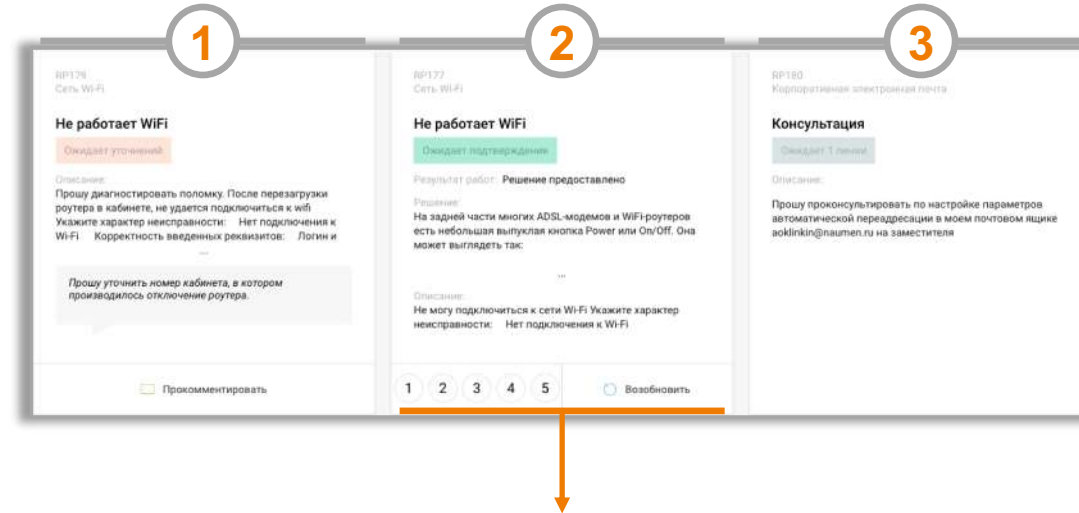 1
RP179
Сеть Wi-Fi
Не работает WiFi
Ожидает уточнений
Описание:
Прошу диагностировать поломку. После перезагрузки
роутера в кабинете, не удается подключиться к wifi
Укажите характер неисправности: Нет подключения к
Wi-Fi Корректность введенных реквизитов: Логин и
...
Прошу уточнить номер кабинета, в котором
производилось отключение роутера.
Прокомментировать
2
RP177
Сеть Wi-Fi
Не работает WiFi
Ожидает подтверждения
Результат работ: Решение предоставлено
Решение:
На задней части многих ADSL-модемов и WiFi-роутеров
есть небольшая выпуклая кнопка Power или On/Off. Она
может выглядеть так:
...
Описание:
Не могу подключиться к сети Wi-Fi Укажите характер
неисправности: Нет подключения к Wi-Fi
1 2 3 4 5 Возобновить
3
RP180
Корпоративная электронная почта
Консультация
Ожидает 1 линии
Описание:
Прошу проконсультировать по настройке параметров
автоматической переадресации в моем почтовом ящике
aoklinkin@naumen.ru на заместителя